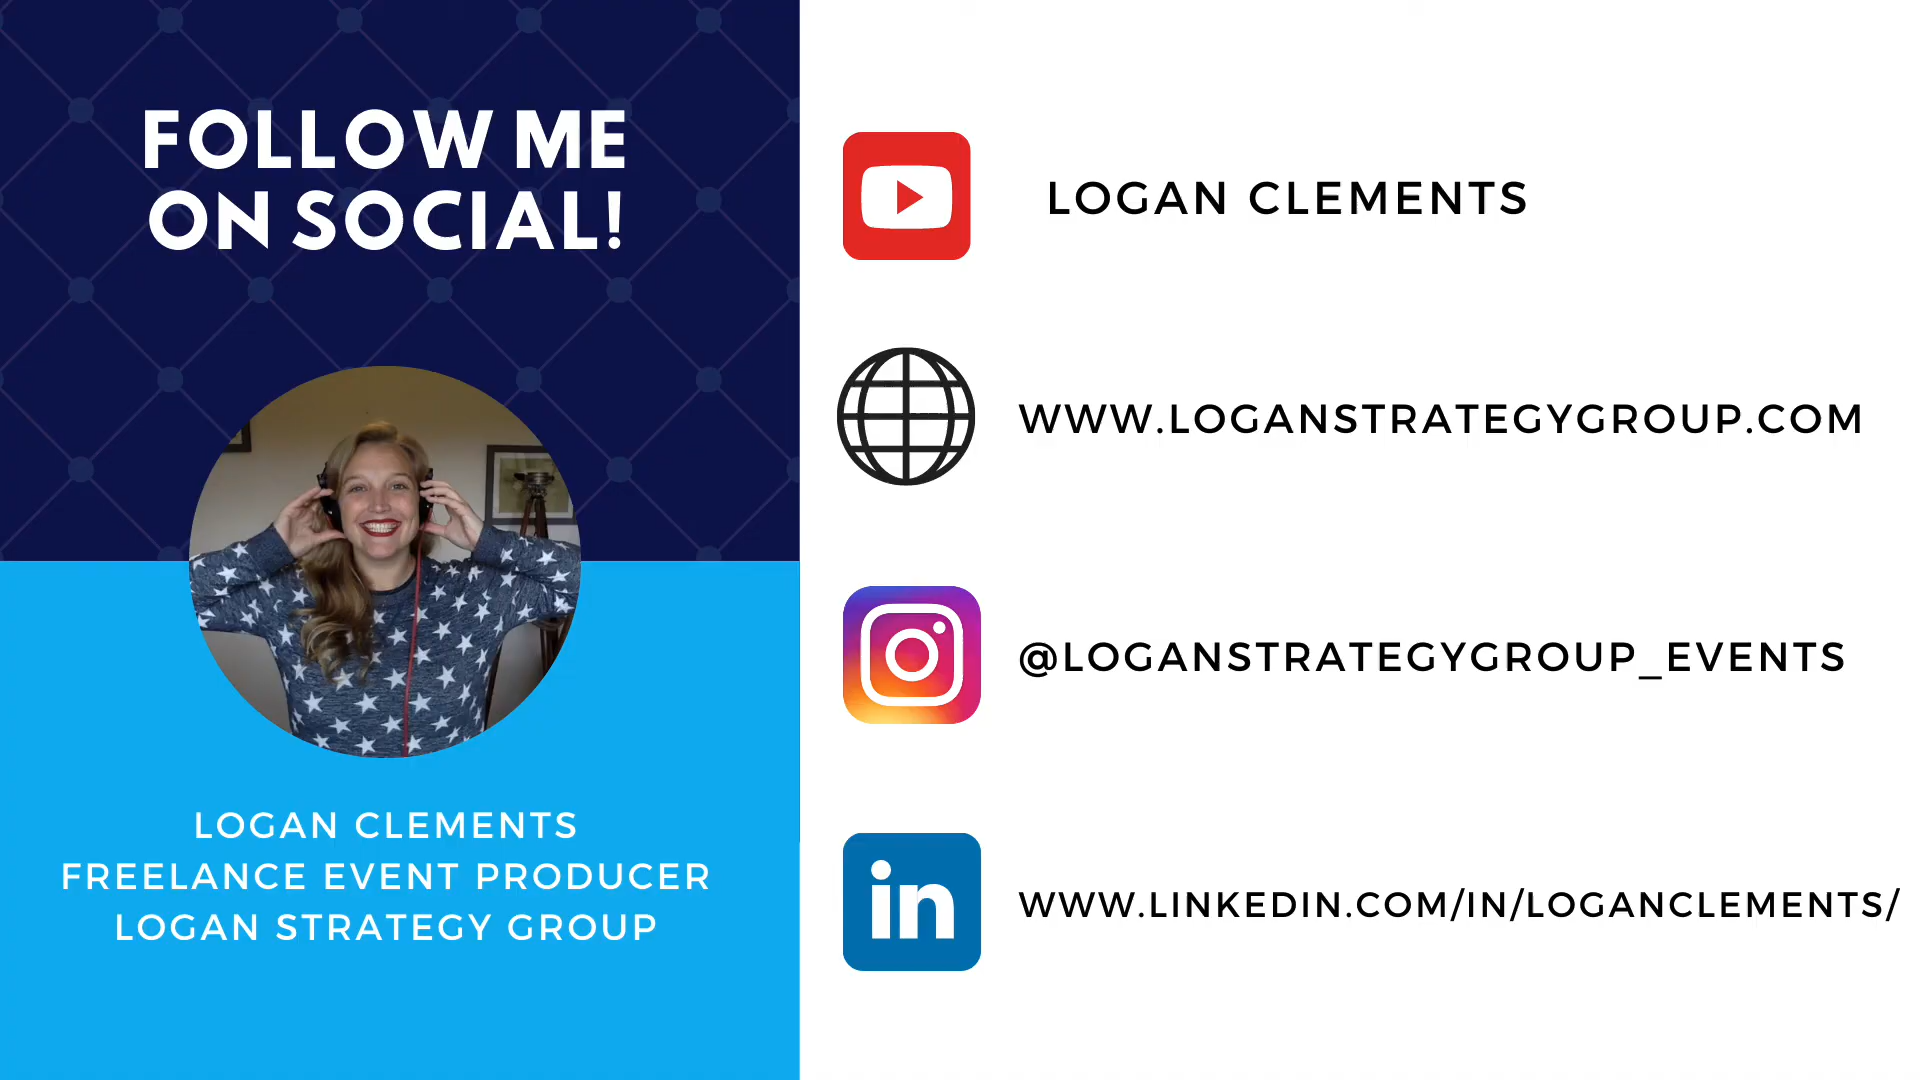 FOLLOW ME
ON SOCIAL!
LOGAN CLEMENTS
FREELANCE EVENT PRODUCER
LOGAN STRATEGY GROUP
LOGAN CLEMENTS
WWW.LOGANSTRATEGYGROUP.COM
@LOGANSTRATEGYGROUP_EVENTS
in
WWW.LINKEDIN.COM/IN/LOGANCLEMENTS/